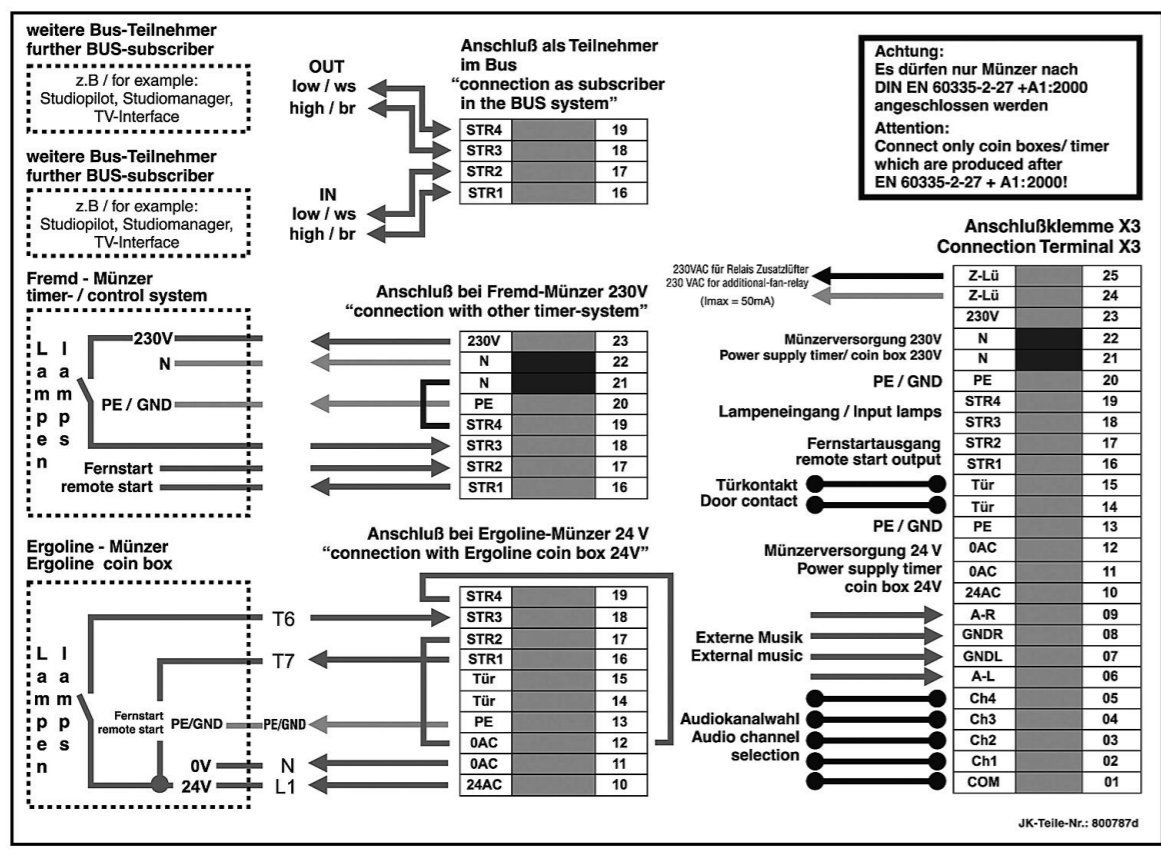 weitere Bus-Teilnehmer
further BUS-subscriber
z.B / for example:
Studiopilot, Studiomanager,
TV-Interface
weitere Bus-Teilnehmer
further BUS-subscriber
z.B / for example:
Studiopilot, Studiomanager,
TV-Interface
OUT
low / ws
high / br
IN
low / ws
high / br
Anschluß als Teilnehmer
im Bus
“connection as subscriber
in the BUS system”
STR4 19
STR3 18
STR2 17
STR1 16
Achtung:
Es dürfen nur Münzer nach
DIN EN 60335-2-27 +A1:2000
angeschlossen werden
Attention:
Connect only coin boxes/ timer
which are produced after
EN 60335-2-27 + A1:2000!
Fremd - Münzer
timer- / control system
Lampen
lamps
230V
N
PE / GND
Fernstart
remote start
Anschluß bei Fremd-Münzer 230V
“connection with other timer-system”
230V 23
N 22
N 21
PE 20
STR4 19
STR3 18
STR2 17
STR1 16
Ergoline - Münzer
Ergoline coin box
Lampen
lamps
Fernstart
remote start
PE/GND
0V
24V
T6
T7
PE/GND
N
L1
Anschluß bei Ergoline-Münzer 24 V
“connection with Ergoline coin box 24V”
STR4 19
STR3 18
STR2 17
STR1 16
Tür 15
Tür 14
PE 13
0AC 12
0AC 11
24AC 10
Anschlußklemme X3
Connection Terminal X3
230VAC für Relais Zusatzlüfter
230 VAC for additional-fan-relay
(Imax = 50mA)
Münzerversorgung 230V
Power supply timer/ coin box 230V
PE / GND
Lampeneingang / Input lamps
Fernstartausgang
remote start output
Türkontakt
Door contact
PE / GND
Münzerversorgung 24 V
Power supply timer
coin box 24V
Externe Musik
External music
Audiokanalwahl
Audio channel
selection
Z-Lü 25
Z-Lü 24
230V 23
N 22
N 21
PE 20
STR4 19
STR3 18
STR2 17
STR1 16
Tür 15
Tür 14
PE 13
0AC 12
0AC 11
24AC 10
A-R 09
GNDR 08
GNDL 07
A-L 06
Ch4 05
Ch3 04
Ch2 03
Ch1 02
COM 01
JK-Teile-Nr.: 800787d